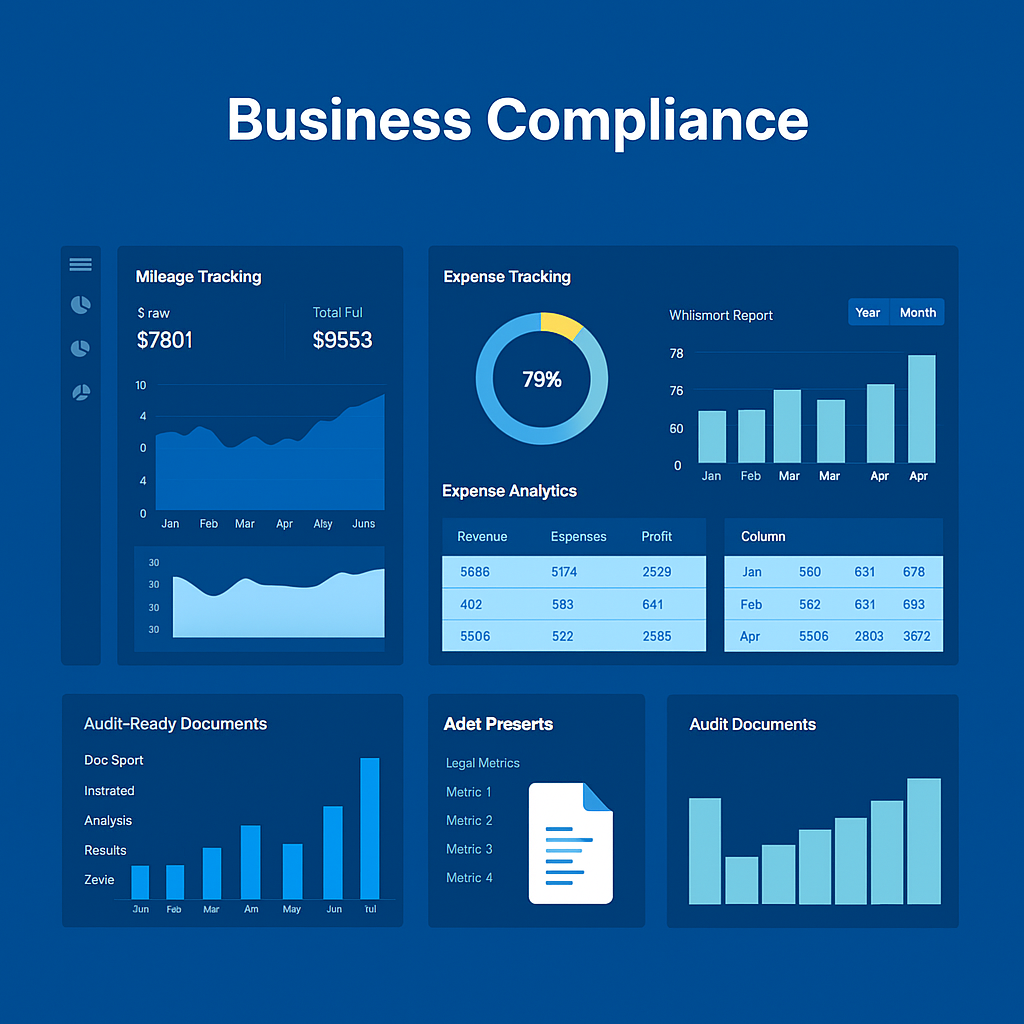 Business Compliance
Mileage Tracking
$ raw
Total Ful
$7801
$9553
10
4
0
4
0
Jan Feb Mar Apr Alsy Juns
30
30
30
30
Expense Tracking
79%
Whlismort Report
Year Month
78
76
60
0
Jan Feb Mar Mar Apr Apr
Expense Analytics
Revenue Espenses Profit
5686 5174 2529
402 583 641
5506 522 2585
Column
Jan 560 631 678
Feb 562 631 693
Apr 5506 2803 3672
Audit-Ready Documents
Doc Sport
Instrated
Analysis
Results
Zevie
Jun Feb Mar Am May Jun
Adet Preserts
Legal Metrics
Metric 1
Metric 2
Metric 3
Metric 4
Audit Documents